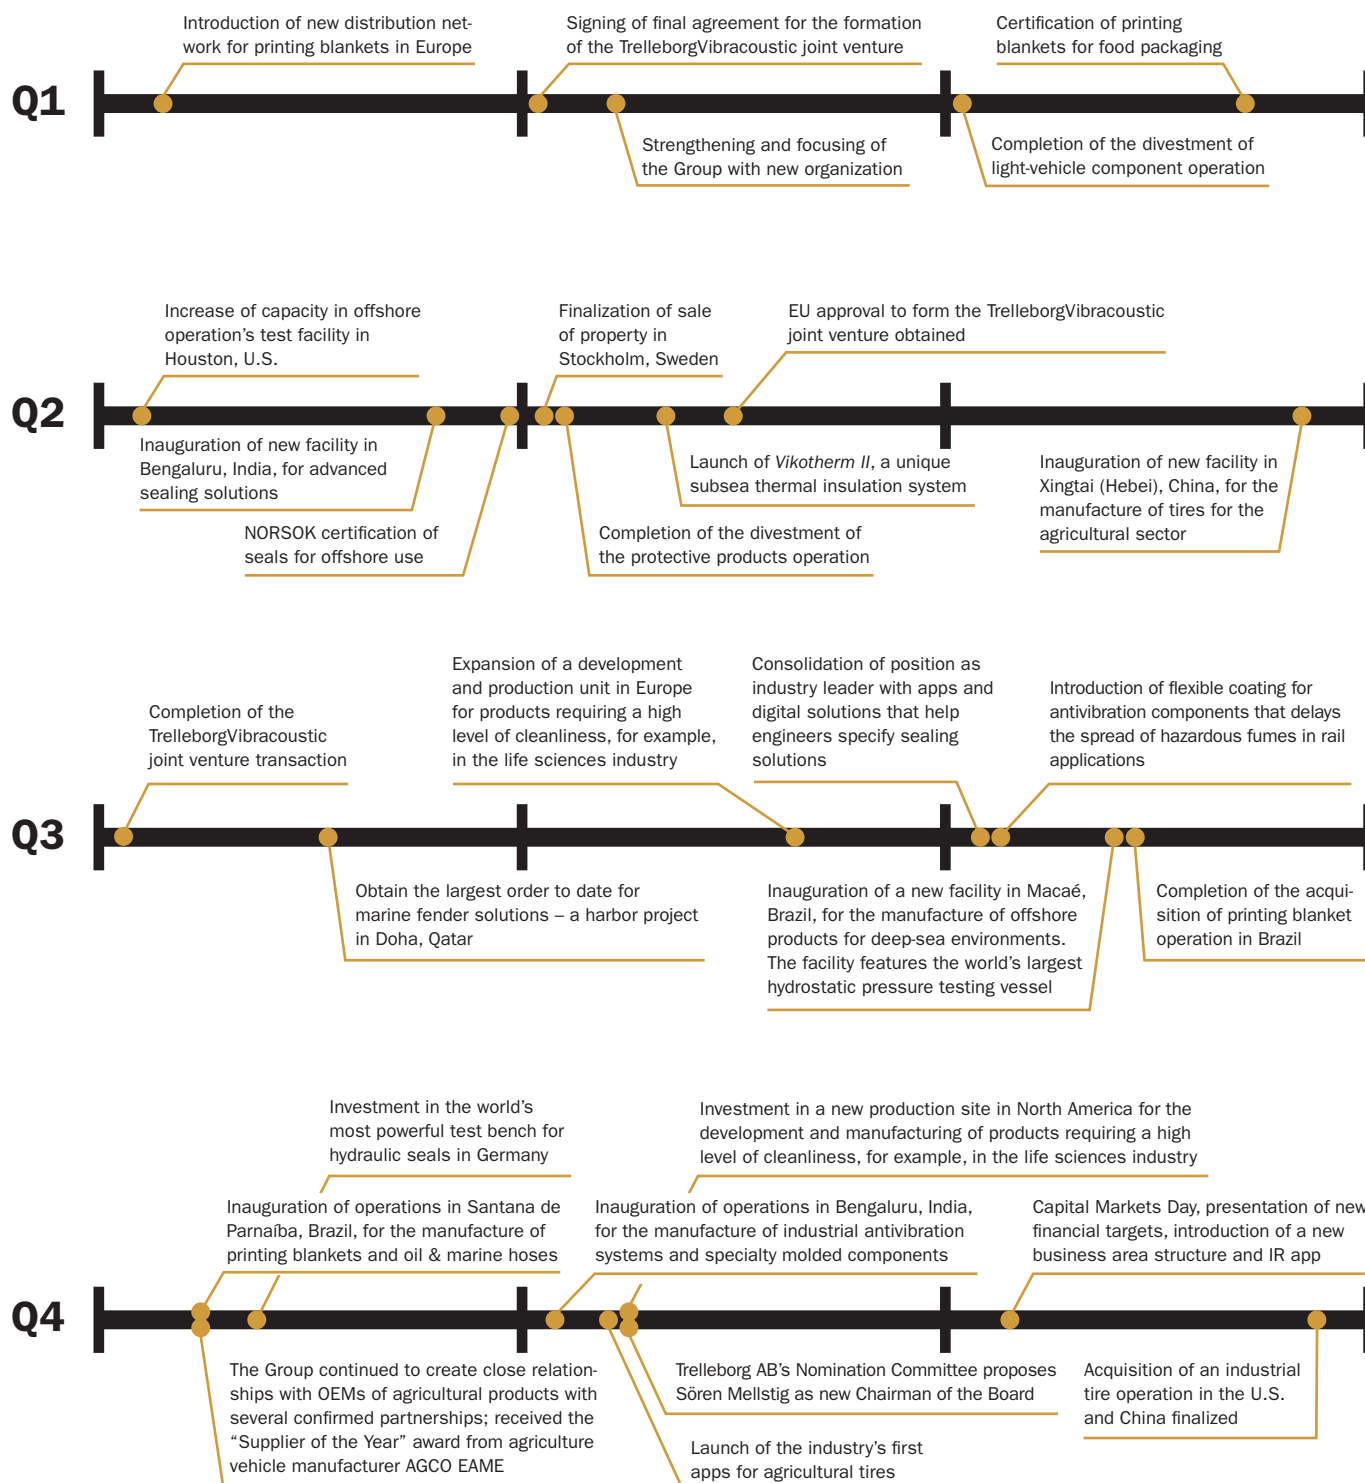 Introduction of new distribution net-
work for printing blankets in Europe
Signing of final agreement for the formation
of the TrelleborgVibracoustic joint venture
Certification of printing
blankets for food packaging
Q1
Strengthening and focusing of
the Group with new organization
Completion of the divestment of
light-vehicle component operation
Increase of capacity in offshore
operation’s test facility in
Houston, U.S.
Finalization of sale
of property in
Stockholm, Sweden
EU approval to form the TrelleborgVibracoustic
joint venture obtained
Q2
Inauguration of new facility in
Bengaluru, India, for advanced
sealing solutions
NORSOK certification of
seals for offshore use
Launch of Vikotherm II, a unique
subsea thermal insulation system
Completion of the divestment of
the protective products operation
Inauguration of new facility in
Xingtai (Hebei), China, for the
manufacture of tires for the
agricultural sector
Completion of the
TrelleborgVibracoustic
joint venture transaction
Expansion of a development
and production unit in Europe
for products requiring a high
level of cleanliness, for example,
in the life sciences industry
Consolidation of position as
industry leader with apps and
digital solutions that help
engineers specify sealing
solutions
Introduction of flexible coating for
antivibration components that delays
the spread of hazardous fumes in rail
applications
Q3
Obtain the largest order to date for
marine fender solutions – a harbor project
in Doha, Qatar
Inauguration of a new facility in Macaé,
Brazil, for the manufacture of offshore
products for deep-sea environments.
The facility features the world’s largest
hydrostatic pressure testing vessel
Completion of the acqui-
sition of printing blanket
operation in Brazil
Investment in the world’s
most powerful test bench for
hydraulic seals in Germany
Investment in a new production site in North America for the
development and manufacturing of products requiring a high
level of cleanliness, for example, in the life sciences industry
Inauguration of operations in Santana de
Parnaíba, Brazil, for the manufacture of
printing blankets and oil & marine hoses
Inauguration of operations in Bengaluru, India,
for the manufacture of industrial antivibration
systems and specialty molded components
Capital Markets Day, presentation of new
financial targets, introduction of a new
business area structure and IR app
Q4
The Group continued to create close relation-
ships with OEMs of agricultural products with
several confirmed partnerships; received the
“Supplier of the Year” award from agriculture
vehicle manufacturer AGCO EAME
Trelleborg AB’s Nomination Committee proposes
Sören Mellstig as new Chairman of the Board
Launch of the industry’s first
apps for agricultural tires
Acquisition of an industrial
tire operation in the U.S.
and China finalized